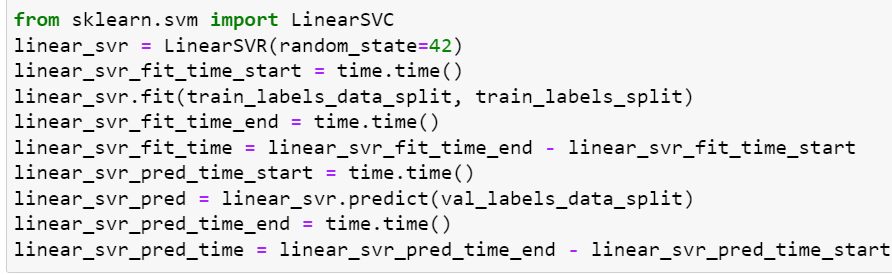 from sklearn.svm import LinearSVC
linear_svr = LinearSVR(random_state=42)
linear_svr_fit_time_start = time.time()
linear_svr.fit(train_labels_data_split, train_labels_split)
linear_svr_fit_time_end = time.time()
linear_svr_fit_time = linear_svr_fit_time_end - linear_svr_fit_time_start
linear_svr_pred_time_start = time.time()
linear_svr_pred = linear_svr.predict(val_labels_data_split)
linear_svr_pred_time_end = time.time()
linear_svr_pred_time = linear_svr_pred_time_end - linear_svr_pred_time_start